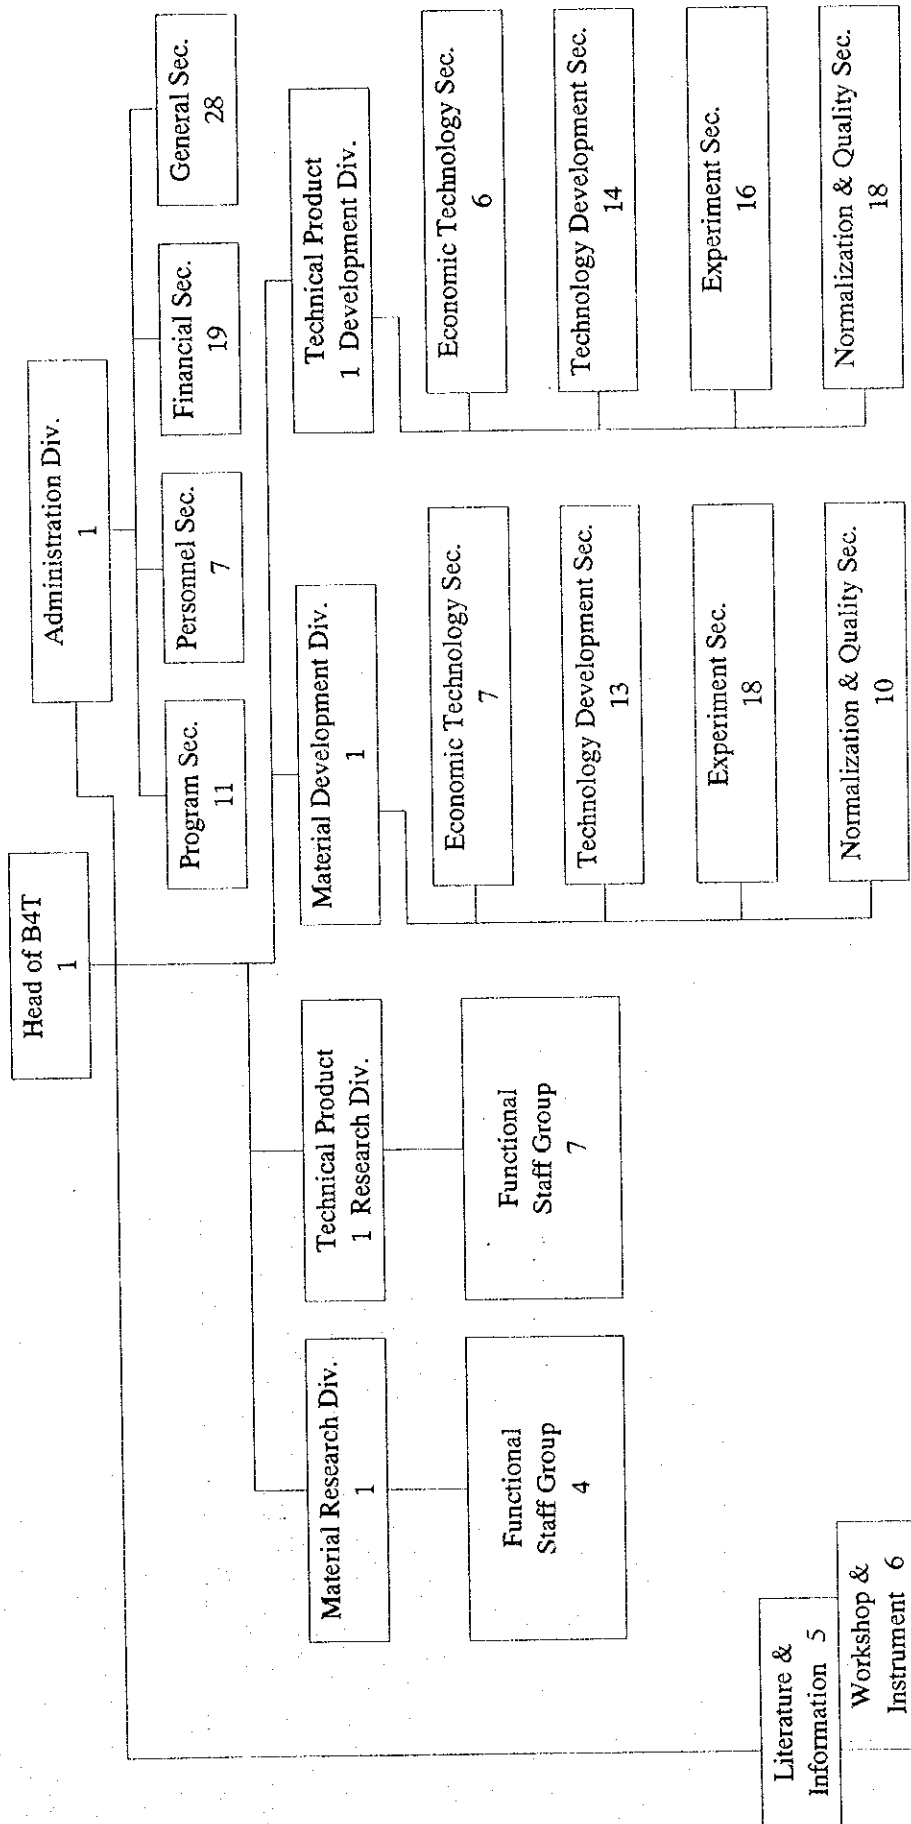 Head of B4T
1
Administration Div.
1
Program Sec.
11
Personnel Sec.
7
Financial Sec.
19
General Sec.
28
Material Research Div.
1
Technical Product
1 Research Div.
Material Development Div.
1
Technical Product
1 Development Div.
Functional
Staff Group
4
Functional
Staff Group
7
Economic Technology Sec.
7
Technology Development Sec.
13
Experiment Sec.
18
Normalization & Quality Sec.
10
Economic Technology Sec.
6
Technology Development Sec.
14
Experiment Sec.
16
Normalization & Quality Sec.
18
Literature &
Information 5
Workshop &
Instrument 6